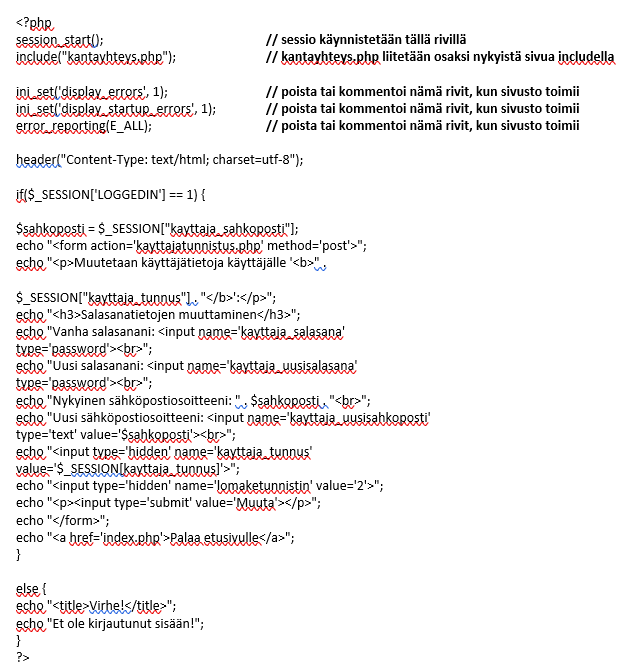 <?php
session_start(); // sessio käynnistetään tällä rivillä
include("kantayhteys.php"); // kantayhteys.php liitetään osaksi nykyistä sivua includella
ini_set('display_errors', 1); // poista tai kommentoi nämä rivit, kun sivusto toimii
ini_set('display_startup_errors', 1); // poista tai kommentoi nämä rivit, kun sivusto toimii
error_reporting(E_ALL); // poista tai kommentoi nämä rivit, kun sivusto toimii
header("Content-Type: text/html; charset=utf-8");
if($_SESSION['LOGGEDIN'] == 1) {
$sahkoposti = $_SESSION["kayttaja_sahkoposti"];
echo "<form action='kayttajatunnistus.php' method='post'>";
echo "<p>Muutetaan käyttäjätietoja käyttäjälle '<b>" .
$_SESSION["kayttaja_tunnus"] . "</b>':</p>";
echo "<h3>Salasanatietojen muuttaminen</h3>";
echo "Vanha salasanani: <input name='kayttaja_salasana'
type='password'><br>";
echo "Uusi salasanani: <input name='kayttaja_uusisalasana'
type='password'><br>";
echo "Nykyinen sähköpostiosoitteeni: " . $sahkoposti . "<br>";
echo "Uusi sähköpostiosoitteeni: <input name='kayttaja_uusisahkoposti'
type='text' value='$sahkoposti'><br>";
echo "<input type='hidden' name='kayttaja_tunnus'
value='$_SESSION[kayttaja_tunnus]'>";
echo "<input type='hidden' name='lomaketunnistin' value='2'>";
echo "<p><input type='submit' value='Muuta'></p>";
echo "</form>";
echo "<a href='index.php'>Palaa etusivulle</a>";
}
else {
echo "<title>Virhe!</title>";
echo "Et ole kirjautunut sisään!";
}
?>